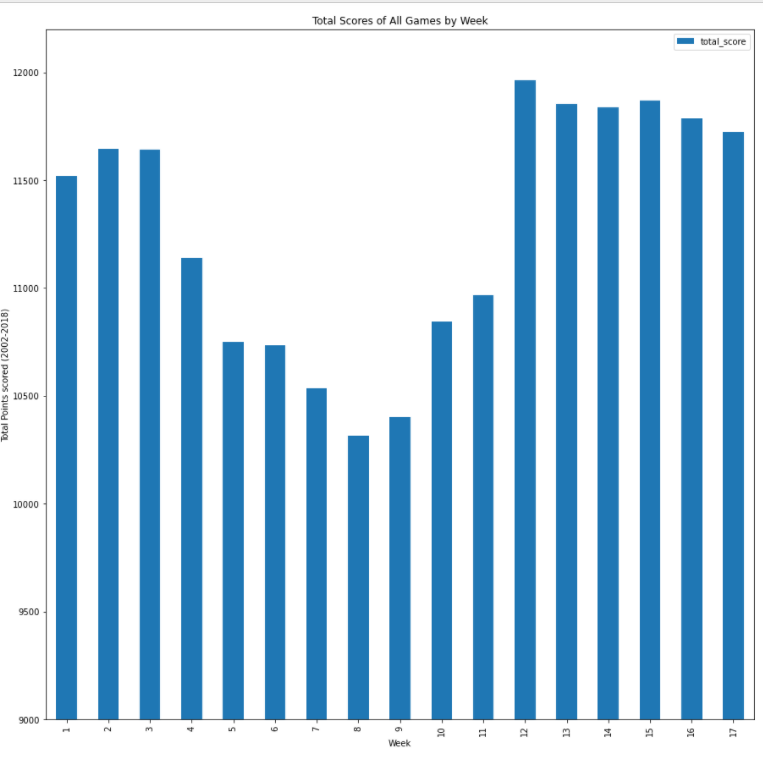 Total Scores of All Games by Week
total_score
12000
11500
11000
10500
10000
9500
9000
Total Points scored (2002-2018)
1 2 3 4 5 6 7 8 9 10 11 12 13 14 15 16 17
Week